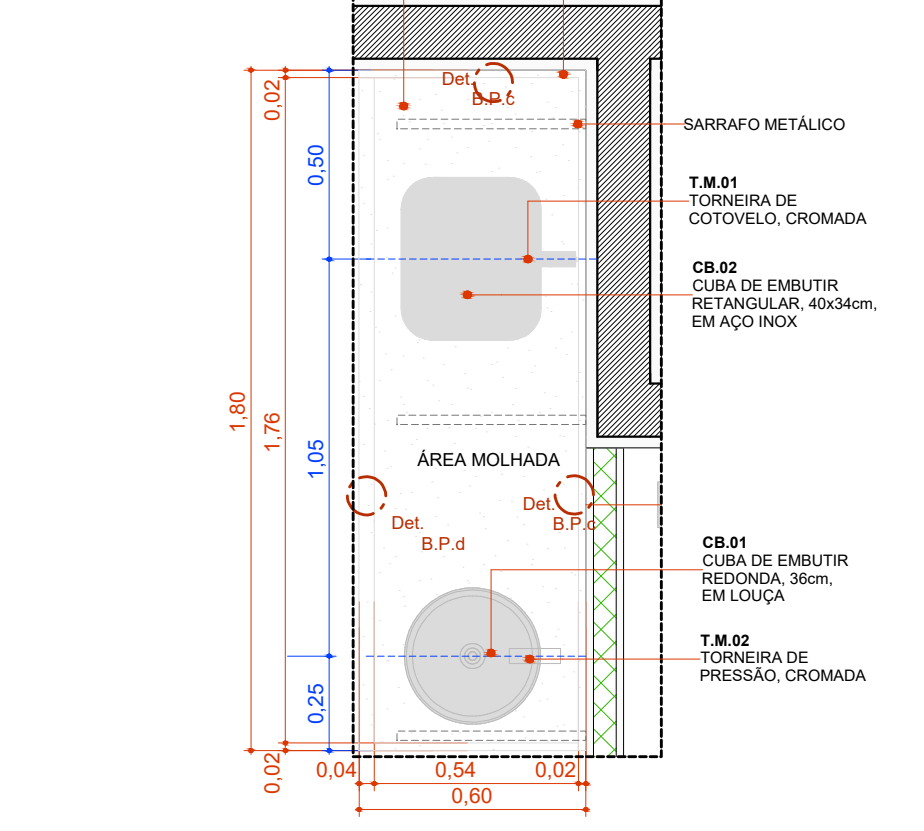 Det.
B.P.c
SARRAFO METÁLICO
T.M.01
TORNEIRA DE
COTOVELO, CROMADA
CB.02
CUBA DE EMBUTIR
RETANGULAR, 40x34cm,
EM AÇO INOX
0,02
0,50
1,80
1,76
1,05
ÁREA MOLHADA
Det.
B.P.c
Det.
B.P.d
CB.01
CUBA DE EMBUTIR
REDONDA, 36cm,
EM LOUÇA
T.M.02
TORNEIRA DE
PRESSÃO, CROMADA
0,25
0,02
0,04
0,54
0,02
0,60